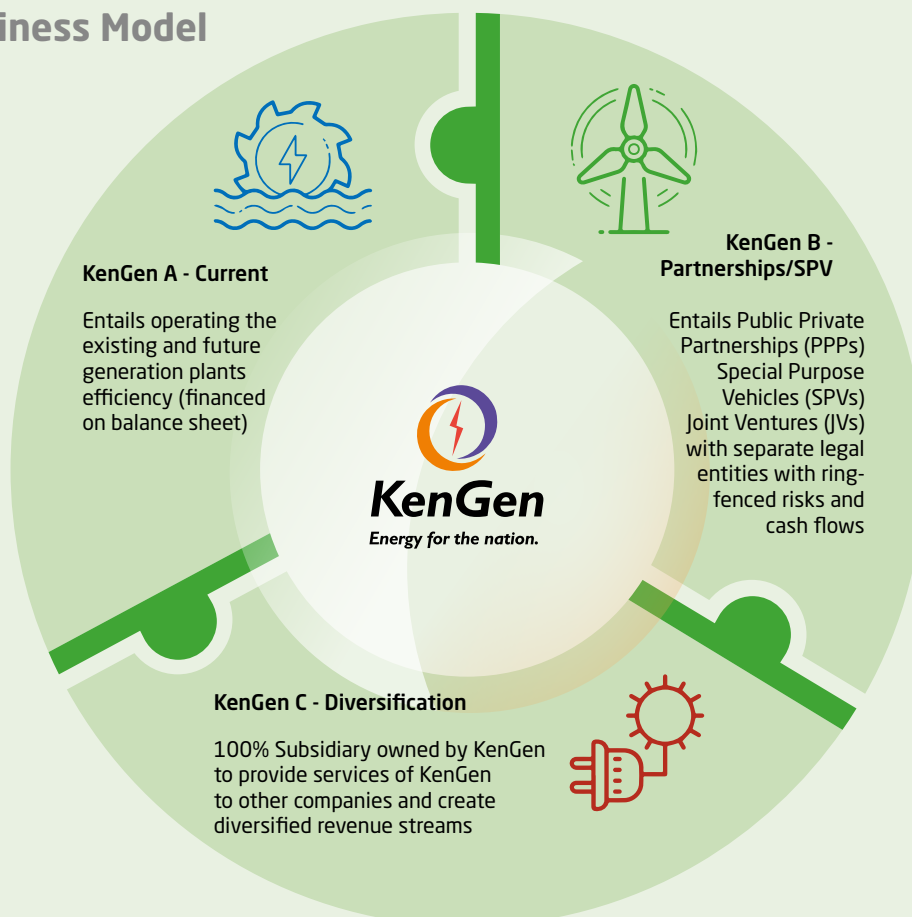 iness Model
KenGen A - Current
Entails operating the
existing and future
generation plants
efficiency (financed
on balance sheet)
KenGen B -
Partnerships/SPV
Entails Public Private
Partnerships (PPPs)
Special Purpose
Vehicles (SPVs)
Joint Ventures (JVs)
with separate legal
entities with ring-
fenced risks and
cash flows
KenGen
Energy for the nation.
KenGen C - Diversification
100% Subsidiary owned by KenGen
to provide services of KenGen
to other companies and create
diversified revenue streams